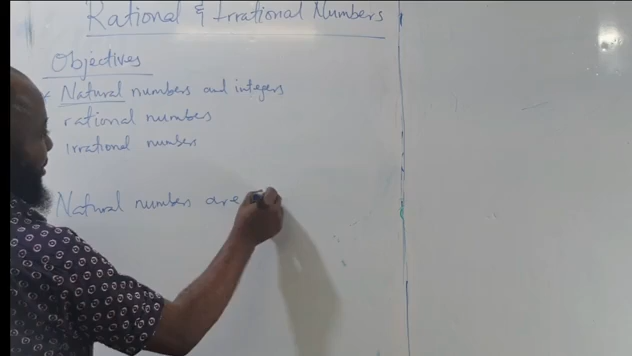 Rational & Irrational Numbers
Objectives
Natural numbers and integers
rational numbers
Irrational numbers
Natural numbers are